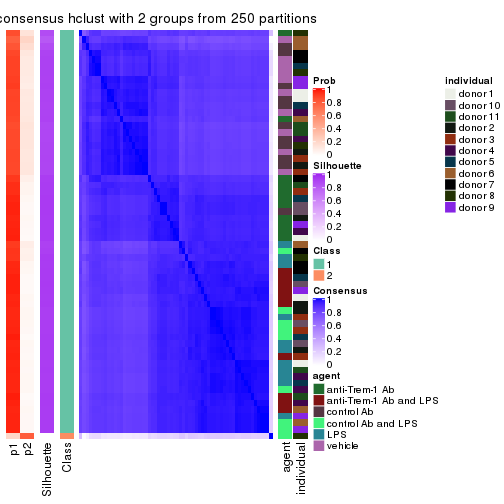 consensus hclust with 2 groups from 250 partitions
Prob
1
0.8
0.6
0.4
0.2
0
Silhouette
1
0.8
0.6
0.4
0.2
0
Class
1
2
Consensus
1
0.8
0.6
0.4
0.2
0
agent
anti-Trem-1 Ab
anti-Trem-1 Ab and LPS
control Ab
control Ab and LPS
LPS
vehicle
individual
donor 1
donor 10
donor 11
donor 2
donor 3
donor 4
donor 5
donor 6
donor 7
donor 8
donor 9
p1
p2
Silhouette
Class
agent
individual